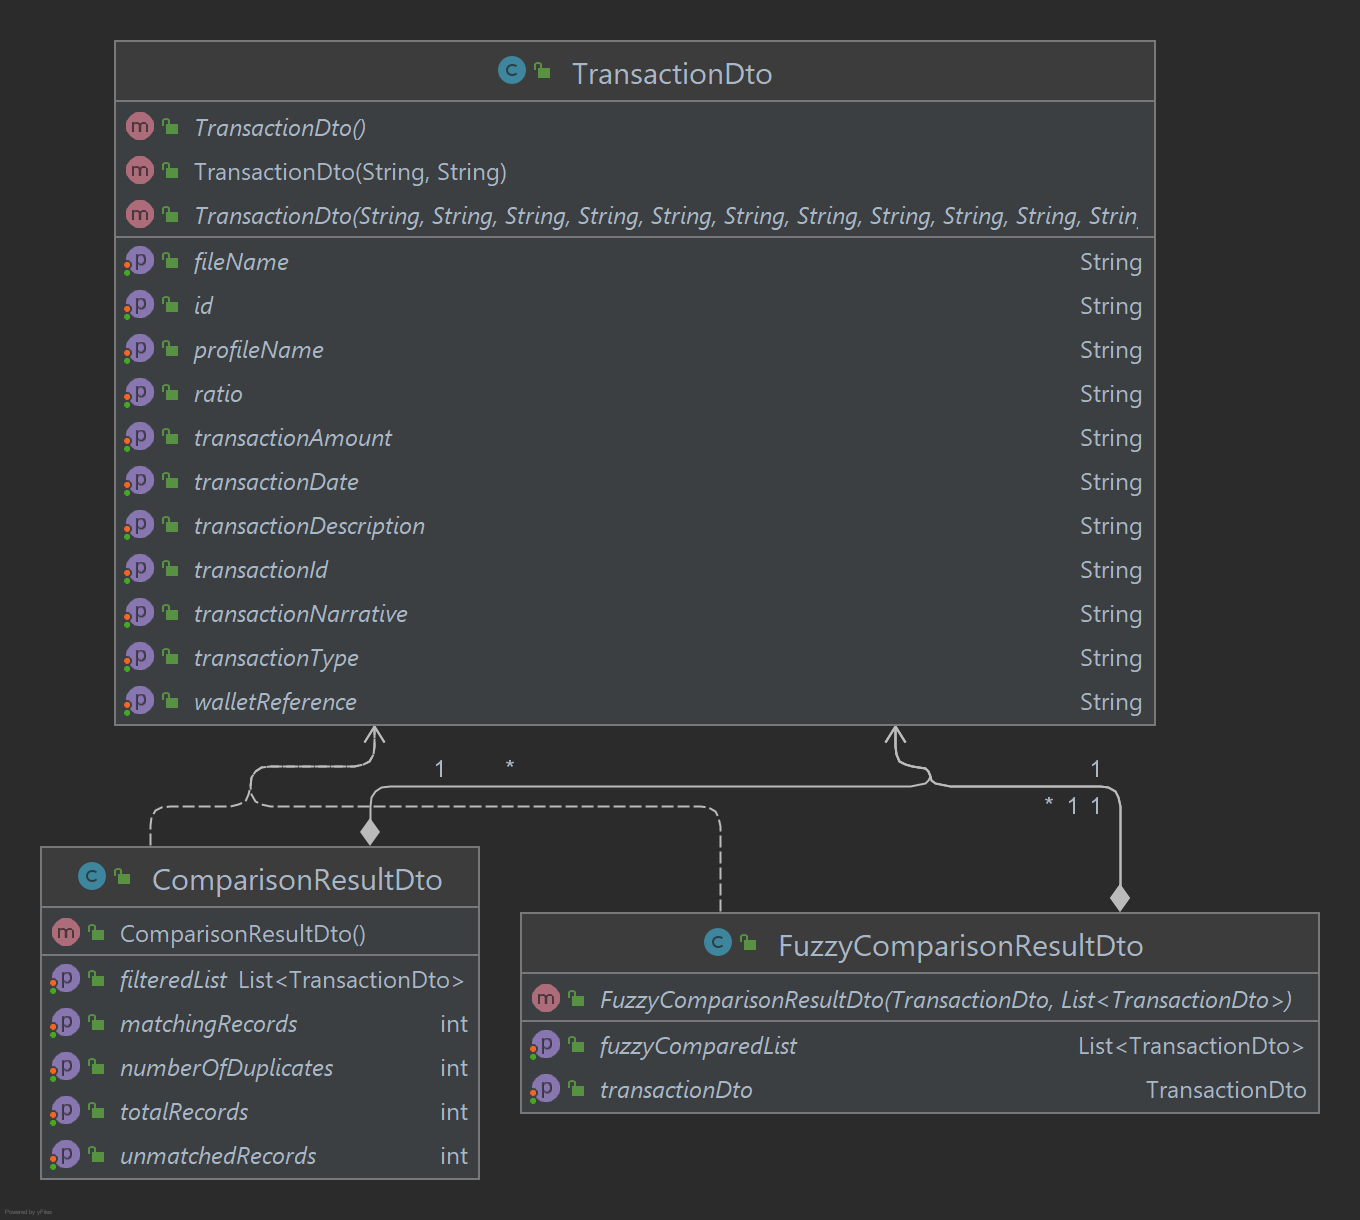 TransactionDto
TransactionDto()
TransactionDto(String, String)
TransactionDto(String, String, String, String, String, String, String, String, String, String, Strin
fileName String
id String
profileName String
ratio String
transactionAmount String
transactionDate String
transactionDescription String
transactionId String
transactionNarrative String
transactionType String
walletReference String
1 * 1
* 1 1
ComparisonResultDto
ComparisonResultDto()
filteredList List<TransactionDto>
matchingRecords int
numberOfDuplicates int
totalRecords int
unmatchedRecords int
FuzzyComparisonResultDto
FuzzyComparisonResultDto(TransactionDto, List<TransactionDto>)
fuzzyComparedList List<TransactionDto>
transactionDto TransactionDto
Powered by yFiles